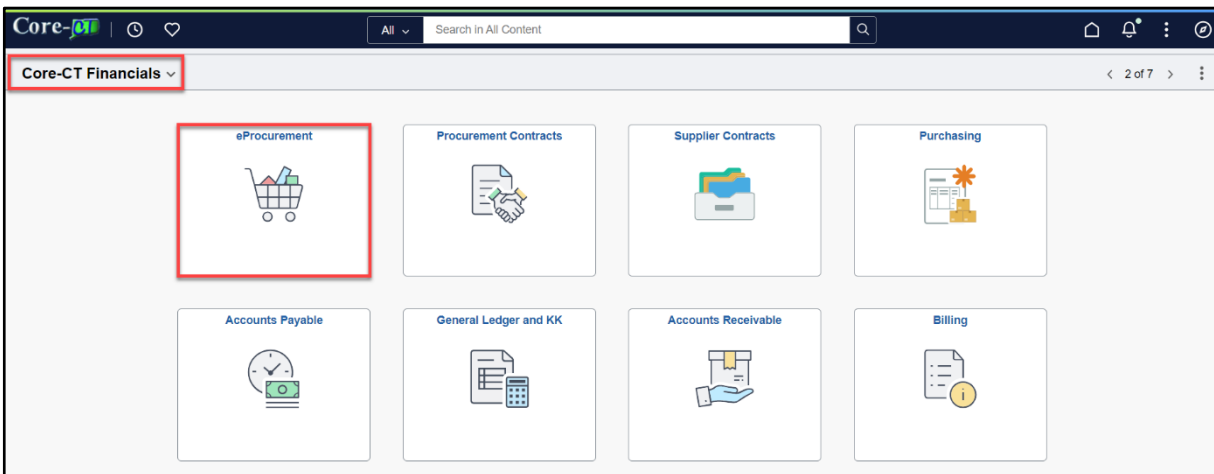 Core-CT
All
Search in All Content
Core-CT Financials
2 of 7
eProcurement
Procurement Contracts
Supplier Contracts
Purchasing
Accounts Payable
General Ledger and KK
Accounts Receivable
Billing
i